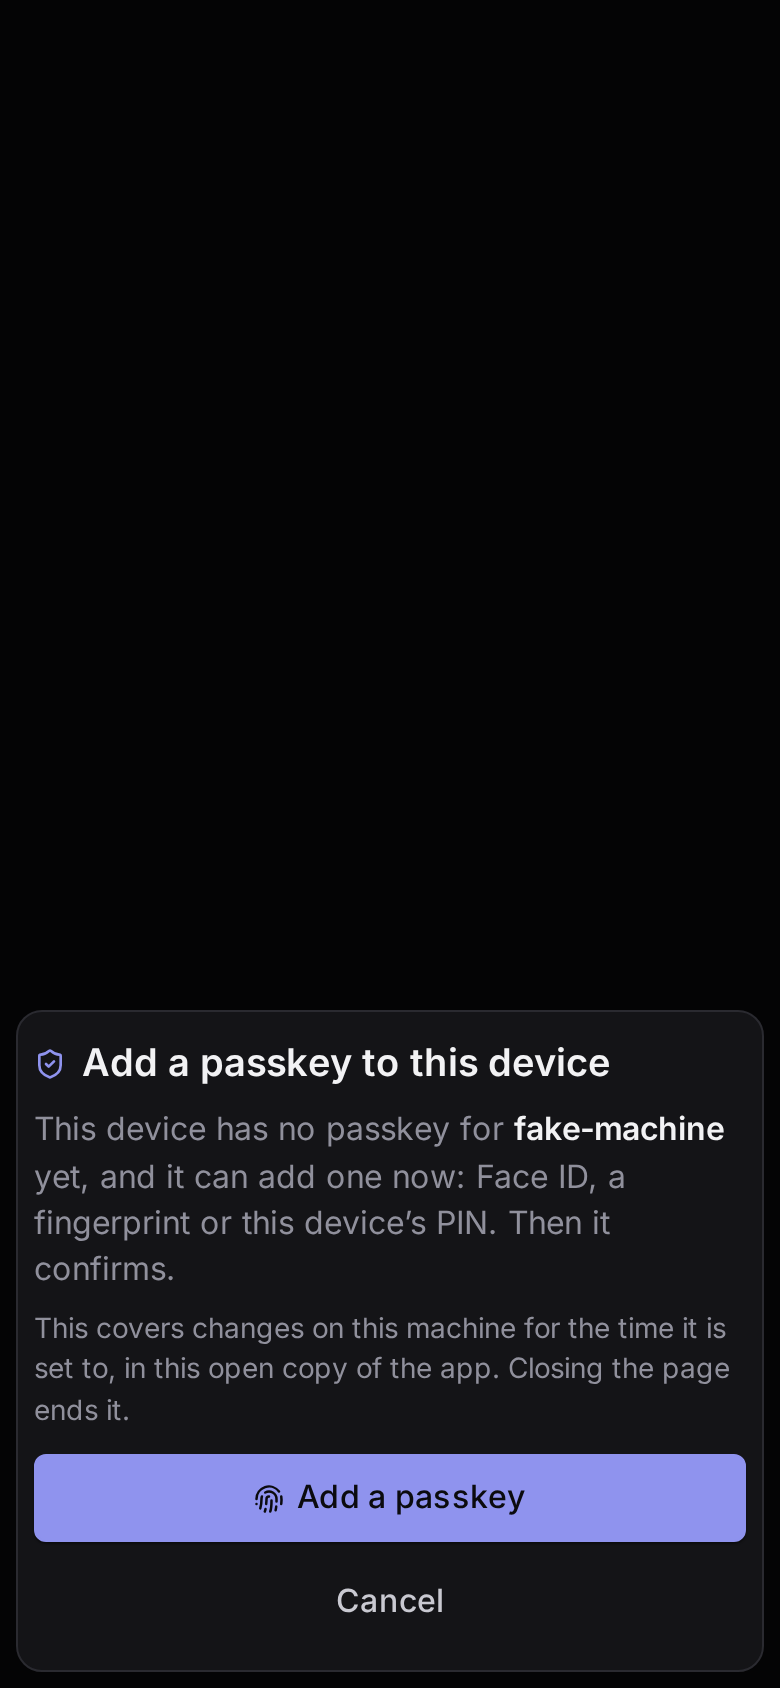 Add a passkey to this device
This device has no passkey for fake-machine
yet, and it can add one now: Face ID, a
fingerprint or this device’s PIN. Then it
confirms.
This covers changes on this machine for the time it is
set to, in this open copy of the app. Closing the page
ends it.
Add a passkey
Cancel